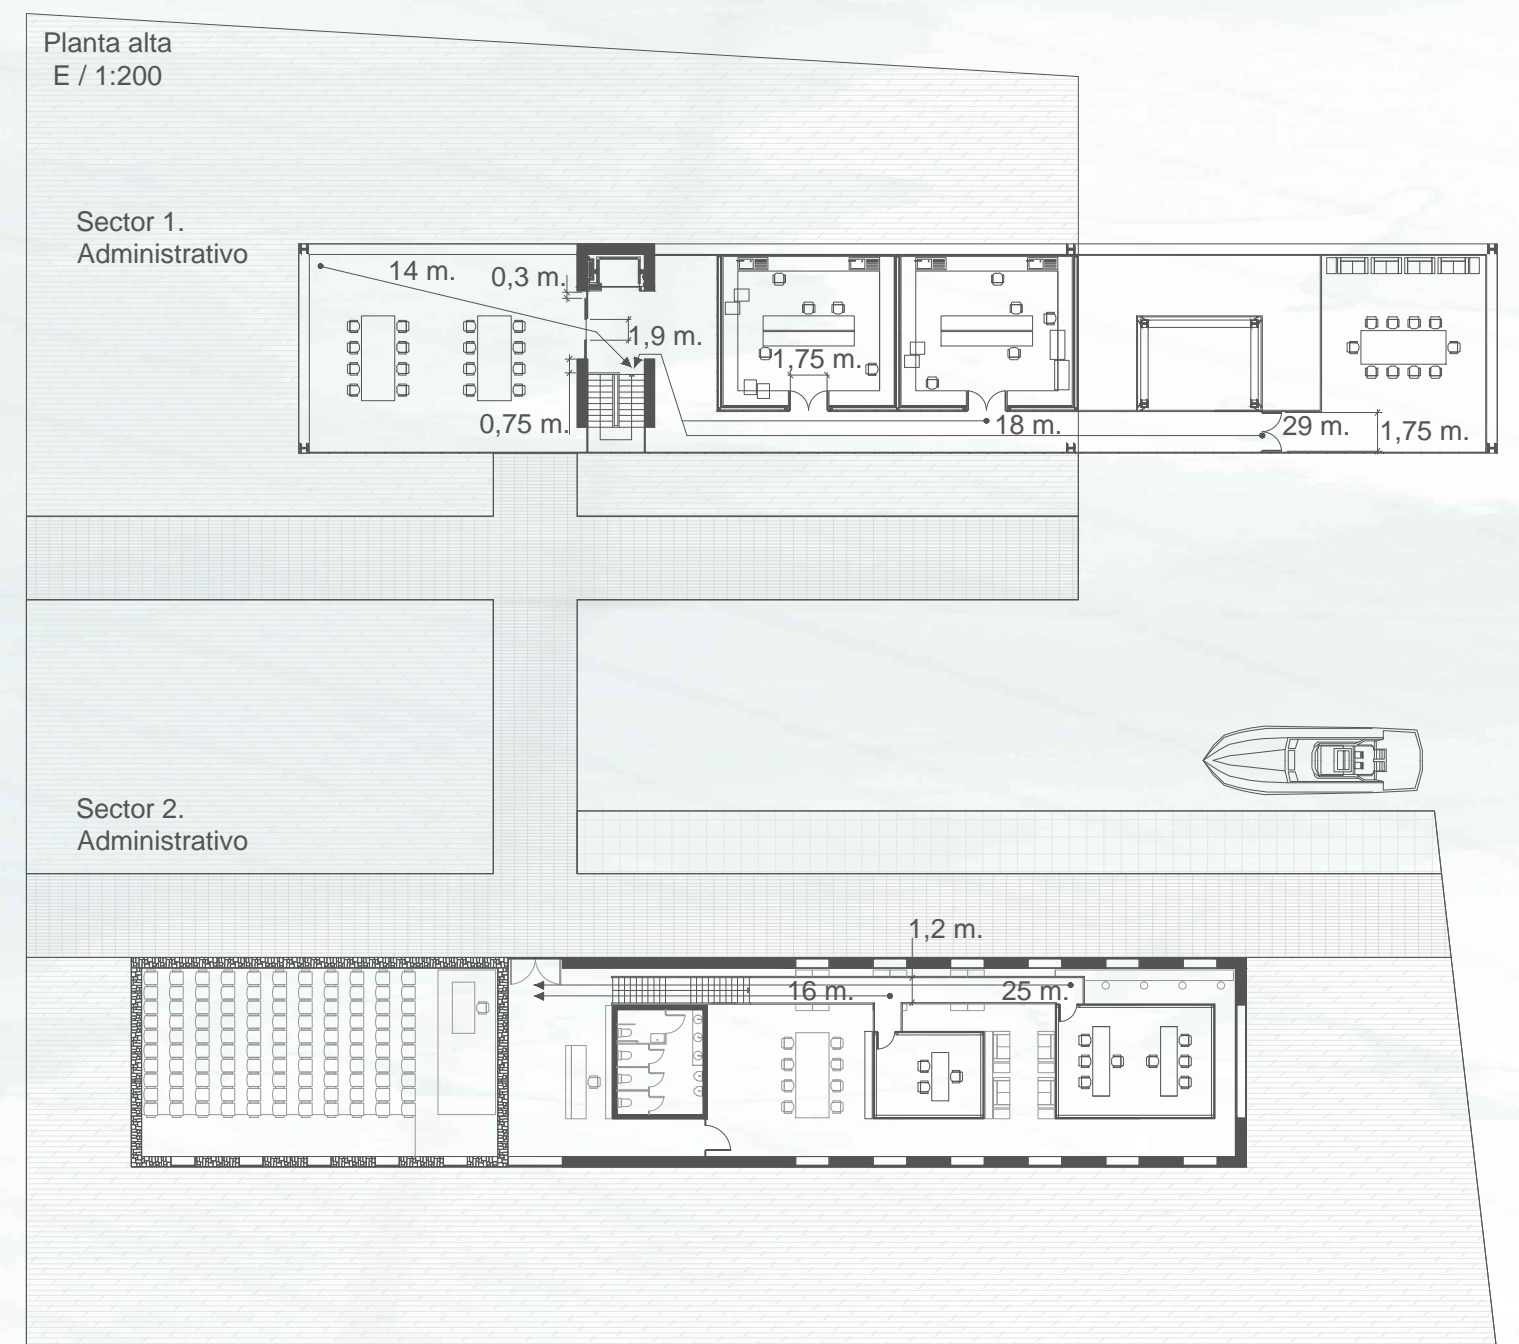 Planta alta
E / 1:200
Sector 1.
Administrativo
14 m.
0,3 m.
1,9 m.
1,75 m.
0,75 m.
18 m.
29 m.
1,75 m.
Sector 2.
Administrativo
1,2 m.
16 m.
25 m.